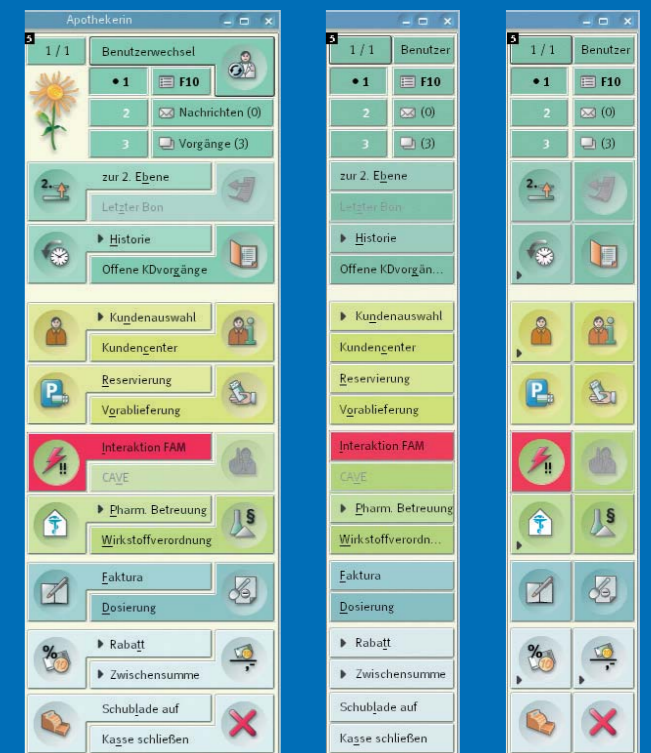 Apothekerin
5
1 / 1 Benutzerwechsel
• 1 F10
2 Nachrichten (0)
3 Vorgänge (3)
2. zur 2. Ebene
Letzter Bon
Historie
Offene KDvorgänge
Kundenauswahl
Kundencenter
P Reservierung
Vorablieferung
!! Interaktion FAM
CAVE
Pharm. Betreuung §
Wirkstoffverordnung
Faktura
Dosierung
% 10 Rabatt
Zwischensumme ,-
Schublade auf
Kasse schließen
5
1 / 1 Benutzer
• 1 F10
2 (0)
3 (3)
zur 2. Ebene
Letzter Bon
Historie
Offene KDvorgän...
Kundenauswahl
Kundencenter
Reservierung
Vorablieferung
Interaktion FAM
CAVE
Pharm. Betreuung
Wirkstoffverordn...
Faktura
Dosierung
Rabatt
Zwischensumme
Schublade auf
Kasse schließen
5
1 / 1 Benutzer
• 1 F10
2 (0)
3 (3)
2.
P
!!
§
% 10 ,-